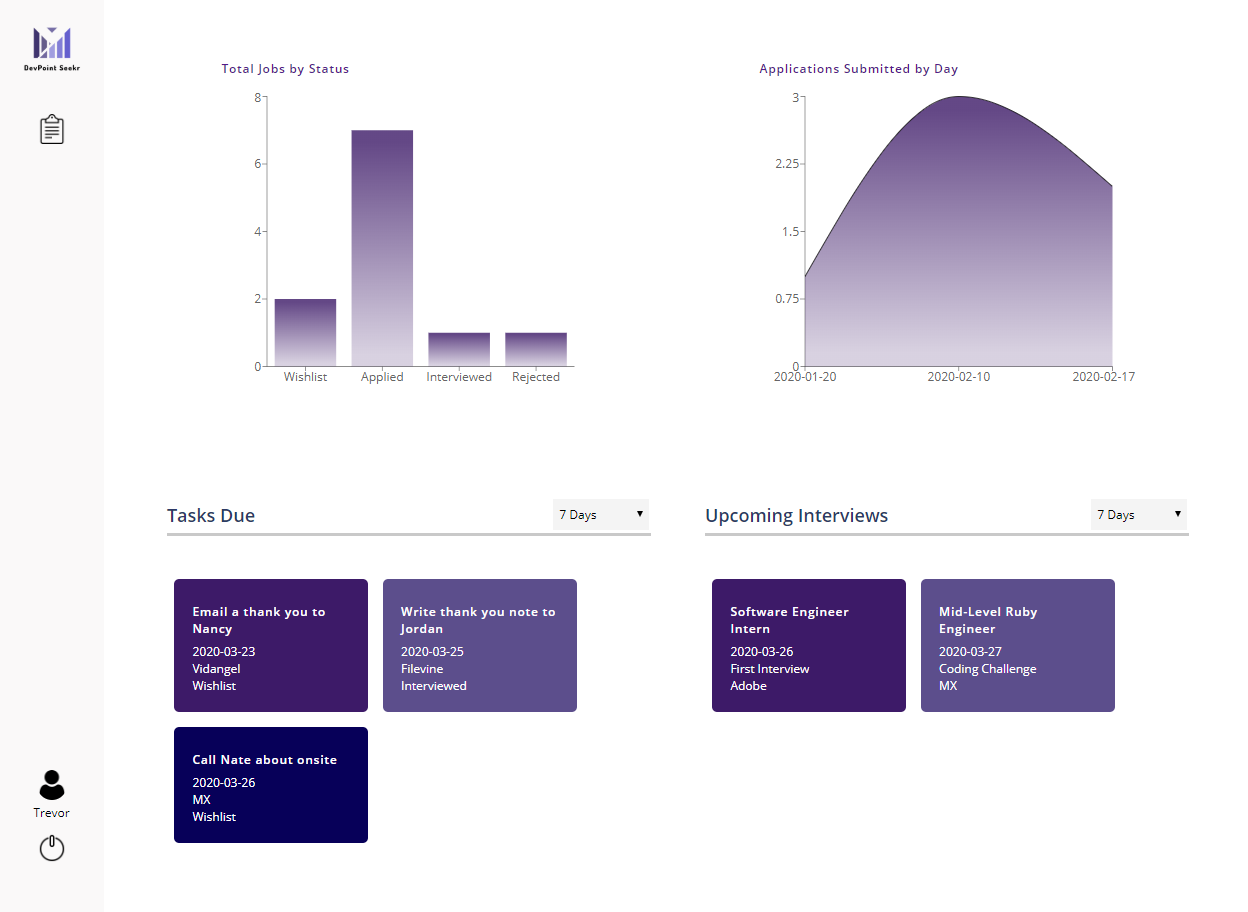 DevPoint Seekr
Total Jobs by Status
8
6
4
2
0
Wishlist Applied Interviewed Rejected
Applications Submitted by Day
3
2.25
1.5
0.75
0
2020-01-20 2020-02-10 2020-02-17
Tasks Due
7 Days
Email a thank you to
Nancy
2020-03-23
Vidangel
Wishlist
Write thank you note to
Jordan
2020-03-25
Filevine
Interviewed
Call Nate about onsite
2020-03-26
MX
Wishlist
Upcoming Interviews
7 Days
Software Engineer
Intern
2020-03-26
First Interview
Adobe
Mid-Level Ruby
Engineer
2020-03-27
Coding Challenge
MX
Trevor